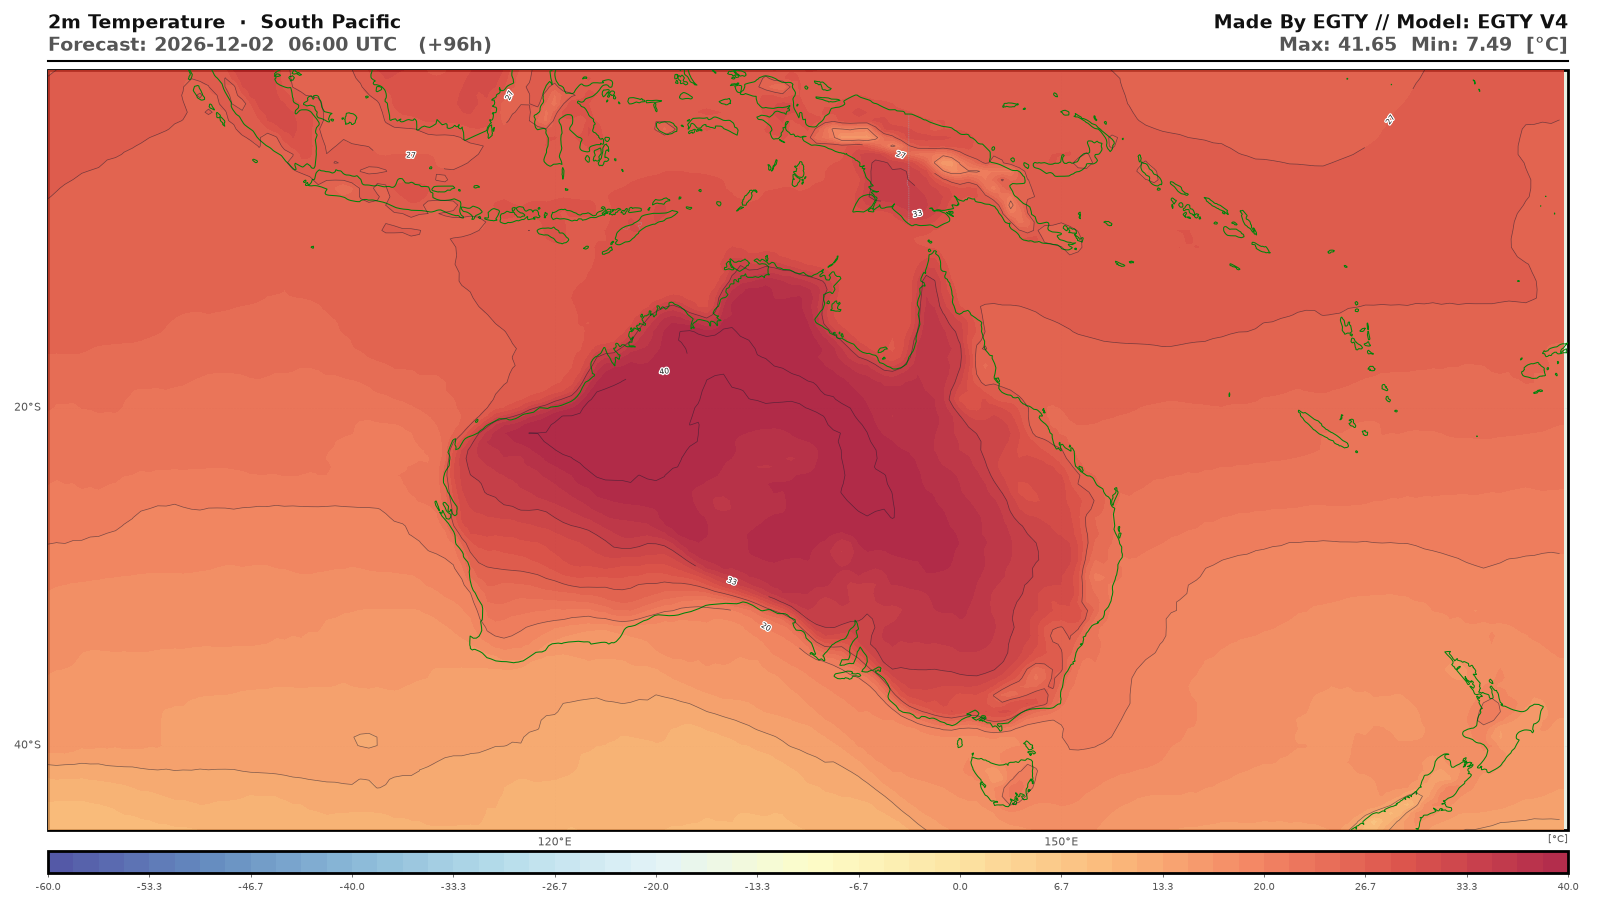 2m Temperature · South Pacific
Made By EGTY // Model: EGTY V4
Forecast: 2026-12-02 06:00 UTC (+96h)
Max: 41.65 Min: 7.49 [°C]
27
27
27
27
33
40
33
20
20°S
40°S
120°E
150°E
[°C]
-60.0
-53.3
-46.7
-40.0
-33.3
-26.7
-20.0
-13.3
-6.7
0.0
6.7
13.3
20.0
26.7
33.3
40.0